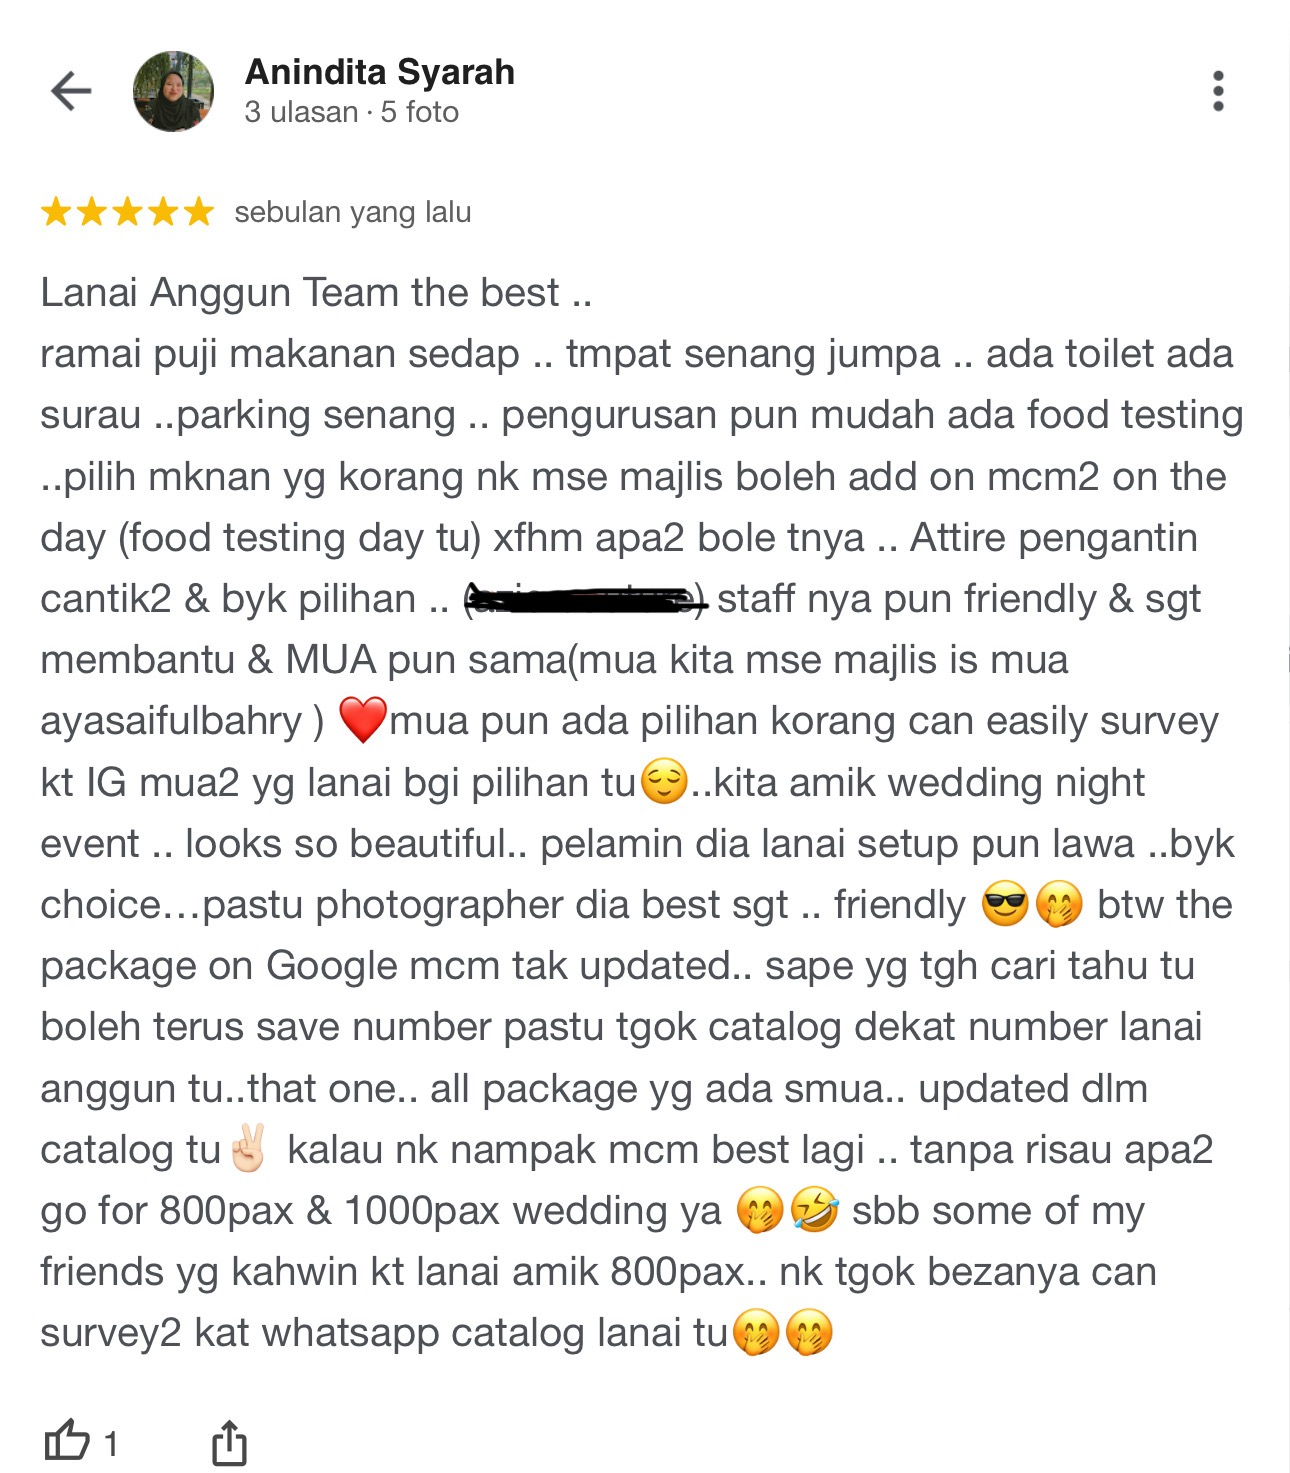 Anindita Syarah
3 ulasan · 5 foto
sebulan yang lalu
Lanai Anggun Team the best ..
ramai puji makanan sedap .. tmpat senang jumpa .. ada toilet ada
surau ..parking senang .. pengurusan pun mudah ada food testing
..pilih mknan yg korang nk mse majlis boleh add on mcm2 on the
day (food testing day tu) xfhm apa2 bole tnya .. Attire pengantin
cantik2 & byk pilihan .. staff nya pun friendly & sgt
membantu & MUA pun sama(mua kita mse majlis is mua
ayasaifulbahry ) ❤️mua pun ada pilihan korang can easily survey
kt IG mua2 yg lanai bgi pilihan tu😌..kita amik wedding night
event .. looks so beautiful.. pelamin dia lanai setup pun lawa ..byk
choice...pastu photographer dia best sgt .. friendly 😎🤭 btw the
package on Google mcm tak updated.. sape yg tgh cari tahu tu
boleh terus save number pastu tgok catalog dekat number lanai
anggun tu..that one.. all package yg ada smua.. updated dlm
catalog tu✌🏻 kalau nk nampak mcm best lagi .. tanpa risau apa2
go for 800pax & 1000pax wedding ya 🤭🤣 sbb some of my
friends yg kahwin kt lanai amik 800pax.. nk tgok bezanya can
survey2 kat whatsapp catalog lanai tu🤭🤭
1